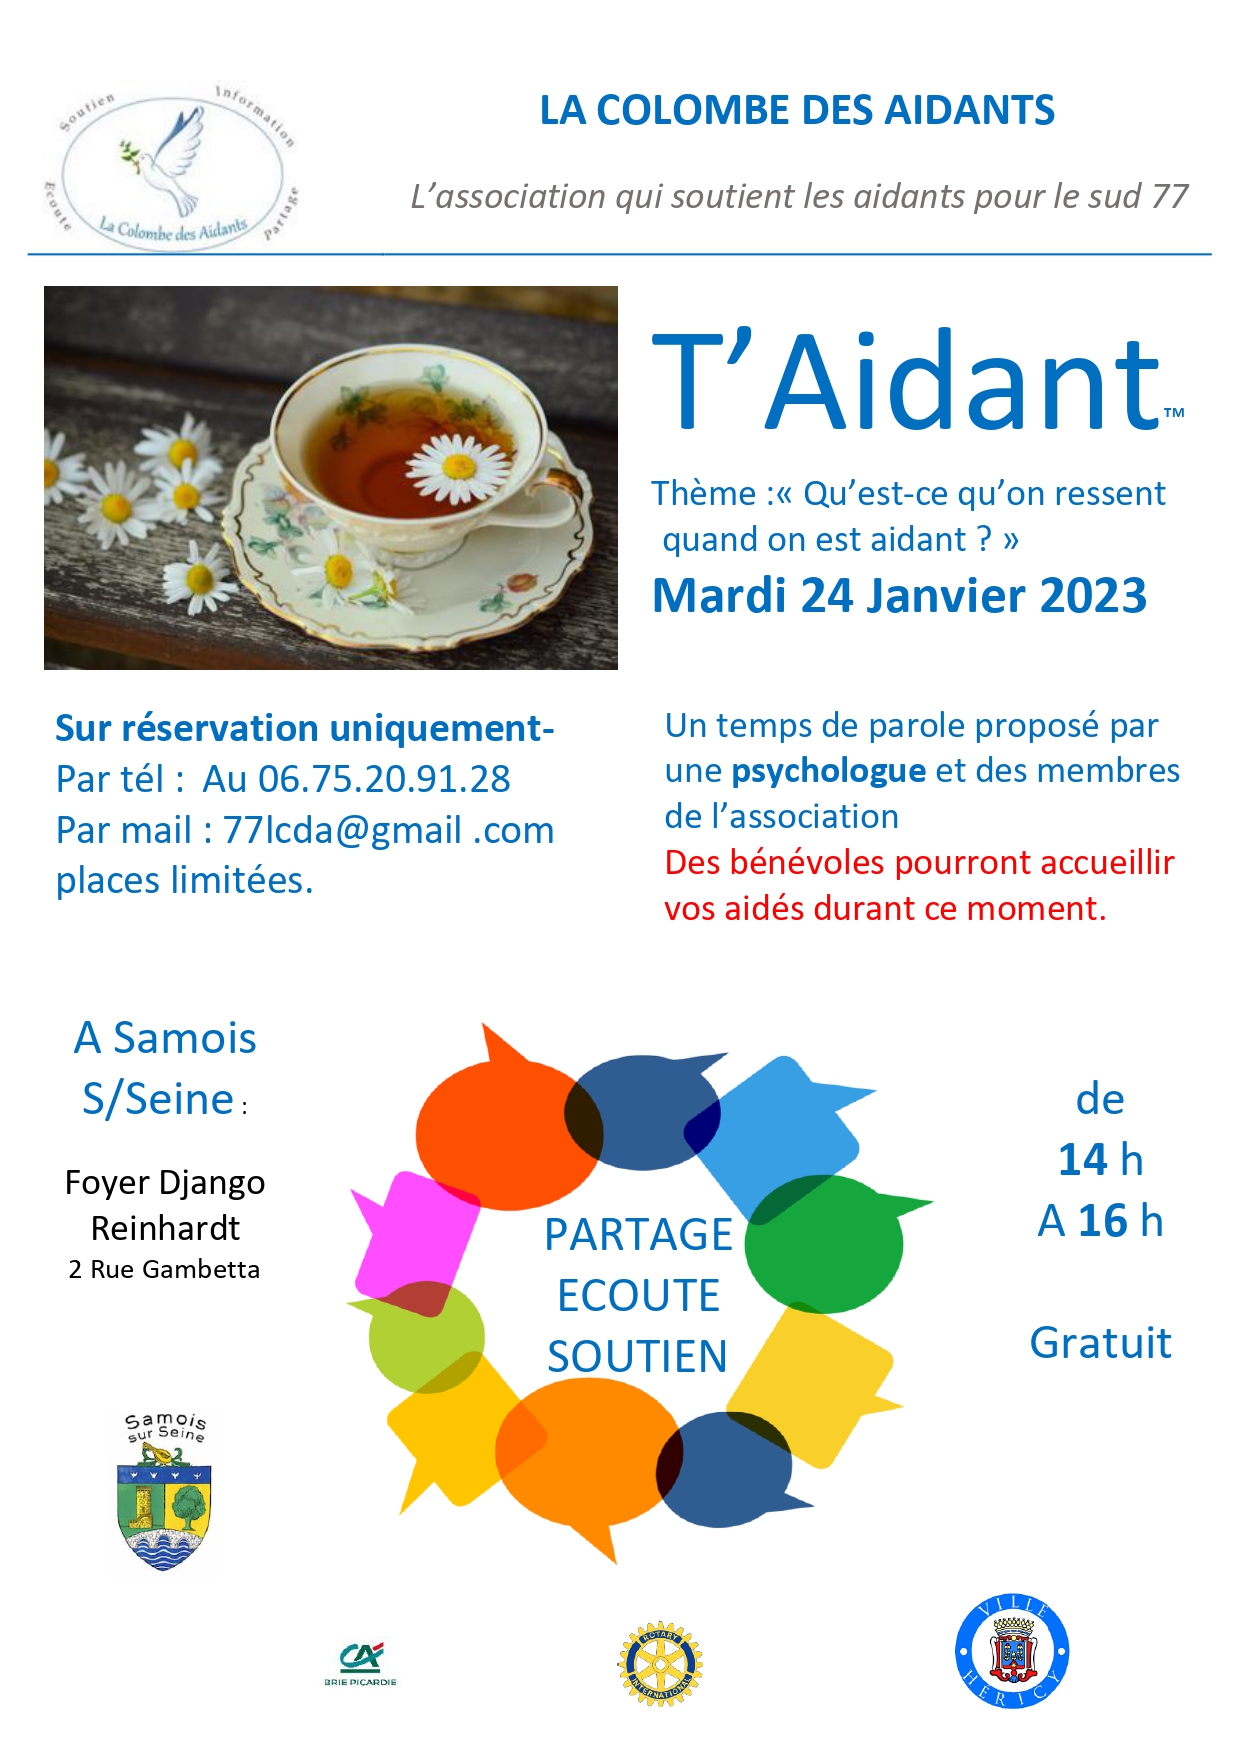 Soutien
Information
Ecoute
Partage
La Colombe des Aidants
LA COLOMBE DES AIDANTS
L’association qui soutient les aidants pour le sud 77
T’Aidant™
Thème :« Qu’est-ce qu’on ressent
quand on est aidant ? »
Mardi 24 Janvier 2023
Sur réservation uniquement-
Par tél : Au 06.75.20.91.28
Par mail : 77lcda@gmail .com
places limitées.
Un temps de parole proposé par
une psychologue et des membres
de l’association
Des bénévoles pourront accueillir
vos aidés durant ce moment.
A Samois
S/Seine :
Foyer Django
Reinhardt
2 Rue Gambetta
PARTAGE
ECOUTE
SOUTIEN
de
14 h
A 16 h
Gratuit
Samois
sur Seine
CA
BRIE PICARDIE
ROTARY
INTERNATIONAL
VILLE
HÉRICY